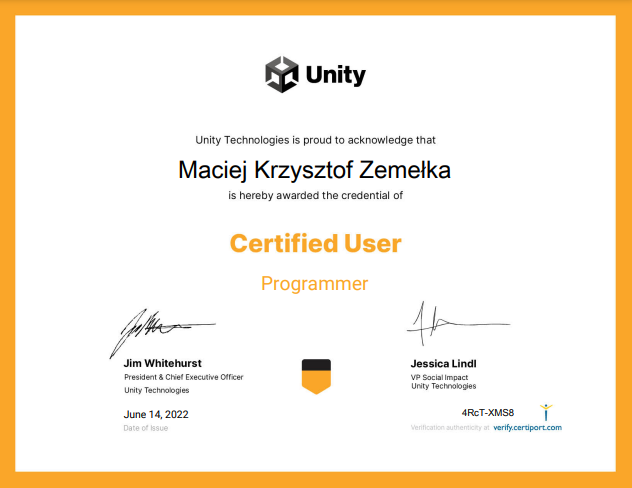 Unity
Unity Technologies is proud to acknowledge that
Maciej Krzysztof Zemełka
is hereby awarded the credential of
Certified User
Programmer
Jim Whitehurst
President & Chief Executive Officer
Unity Technologies
June 14, 2022
Date of Issue
Jessica Lindl
VP Social Impact
Unity Technologies
4RcT-XMS8
Verification authenticity at verify.certiport.com